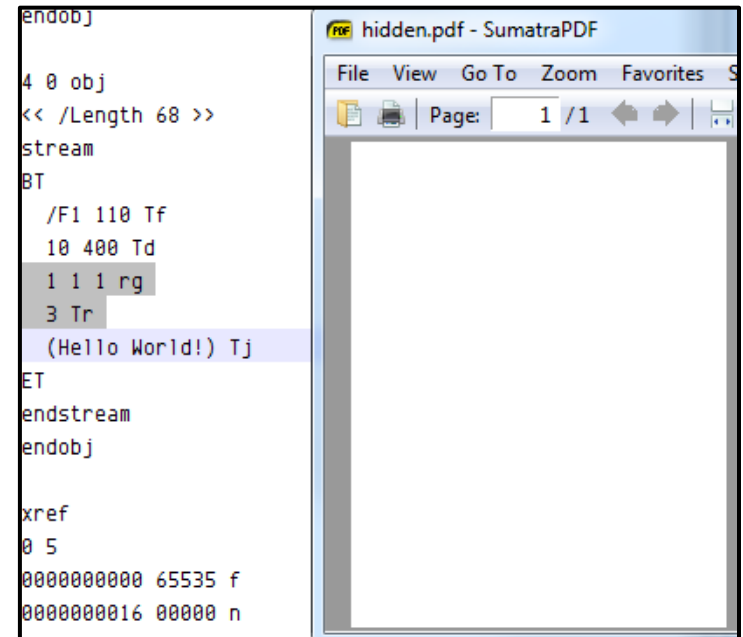 endobj
4 0 obj
<< /Length 68 >>
stream
BT
/F1 110 Tf
10 400 Td
1 1 1 rg
3 Tr
(Hello World!) Tj
ET
endstream
endobj
xref
0 5
0000000000 65535 f
0000000016 00000 n
PDF hidden.pdf - SumatraPDF
File View Go To Zoom Favorites S
Page: 1 /1